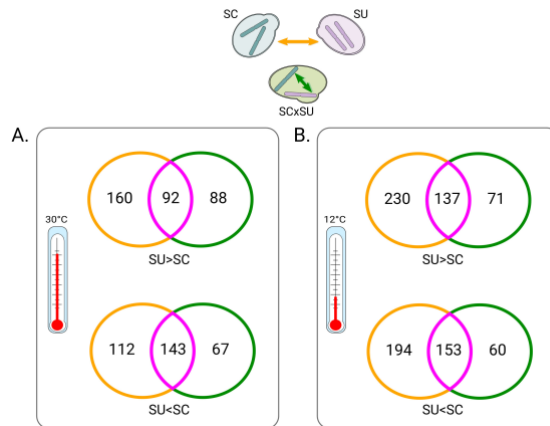 SC SU
SCxSU
A.
160 92 88
30°C
SU>SC
112 143 67
SU<SC
B.
230 137 71
12°C
SU>SC
194 153 60
SU<SC